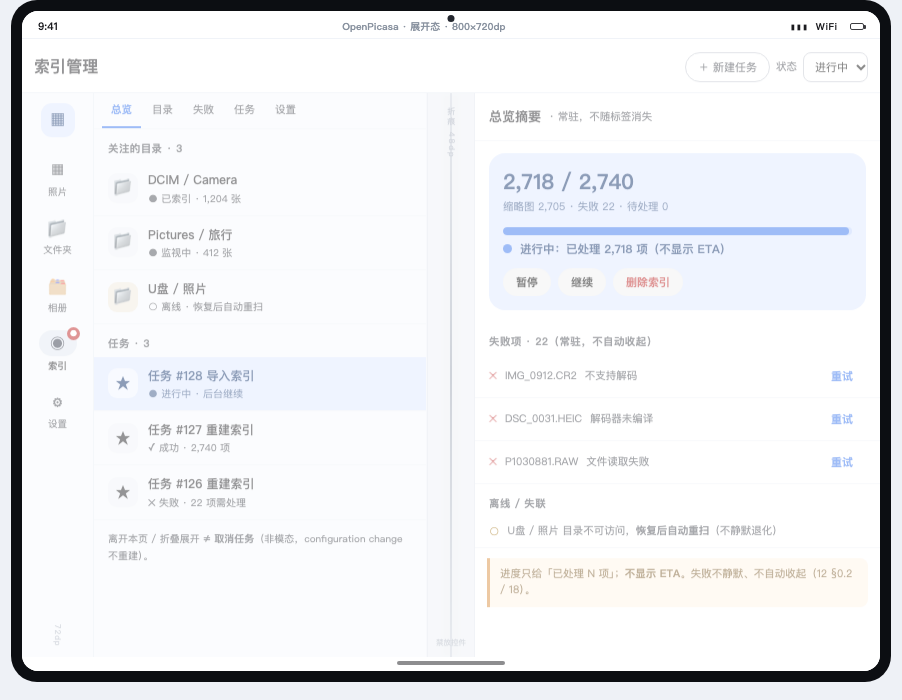 9:41
OpenPicasa · 展开态 · 800x720dp
WiFi
索引管理
+ 新建任务
状态
进行中
照片
文件夹
相册
索引
设置
72dp
总览
目录
失败
任务
设置
关注的目录 · 3
DCIM / Camera
已索引 · 1,204 张
Pictures / 旅行
监视中 · 412 张
U盘 / 照片
离线 · 恢复后自动重扫
任务 · 3
任务 #128 导入索引
进行中 · 后台继续
任务 #127 重建索引
✓ 成功 · 2,740 项
任务 #126 重建索引
✕ 失败 · 22 项需处理
离开本页 / 折叠展开 ≠ 取消任务（非模态，configuration change
不重建）。
总览摘要
· 常驻，不随标签消失
2,718 / 2,740
缩略图 2,705 · 失败 22 · 待处理 0
进行中：已处理 2,718 项（不显示 ETA）
暂停
继续
删除索引
失败项 · 22（常驻，不自动收起）
✕ IMG_0912.CR2 不支持解码
重试
✕ DSC_0031.HEIC 解码器未编译
重试
✕ P1030881.RAW 文件读取失败
重试
离线 / 失联
U盘 / 照片 目录不可访问，恢复后自动重扫（不静默退化）
进度只给「已处理 N 项」；不显示 ETA。失败不静默、不自动收起（12 §0.2
/ 18）。